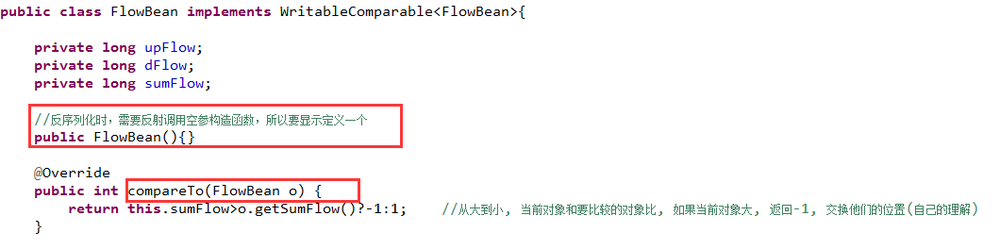 public class FlowBean implements WritableComparable<FlowBean>{
private long upFlow;
private long dFlow;
private long sumFlow;
//反序列化时，需要反射调用空参构造函数，所以要显示定义一个
public FlowBean(){}
@Override
public int compareTo(FlowBean o) {
return this.sumFlow>o.getSumFlow()?-1:1; //从大到小, 当前对象和要比较的对象比, 如果当前对象大, 返回-1, 交换他们的位置(自己的理解)
}